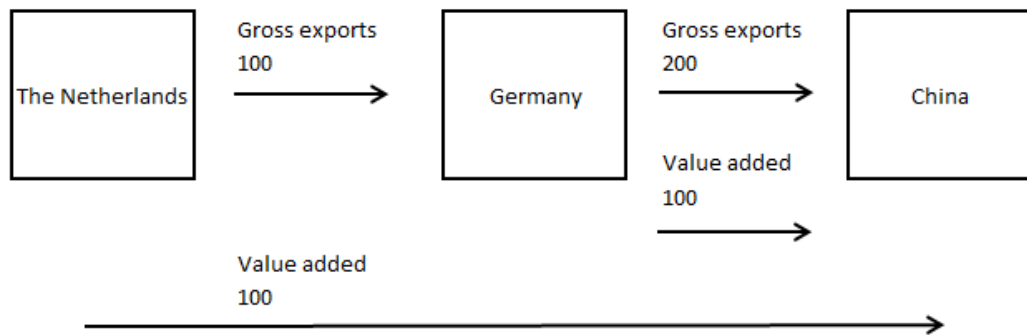 Gross exports
100
Gross exports
200
The Netherlands
Germany
China
Value added
100
Value added
100